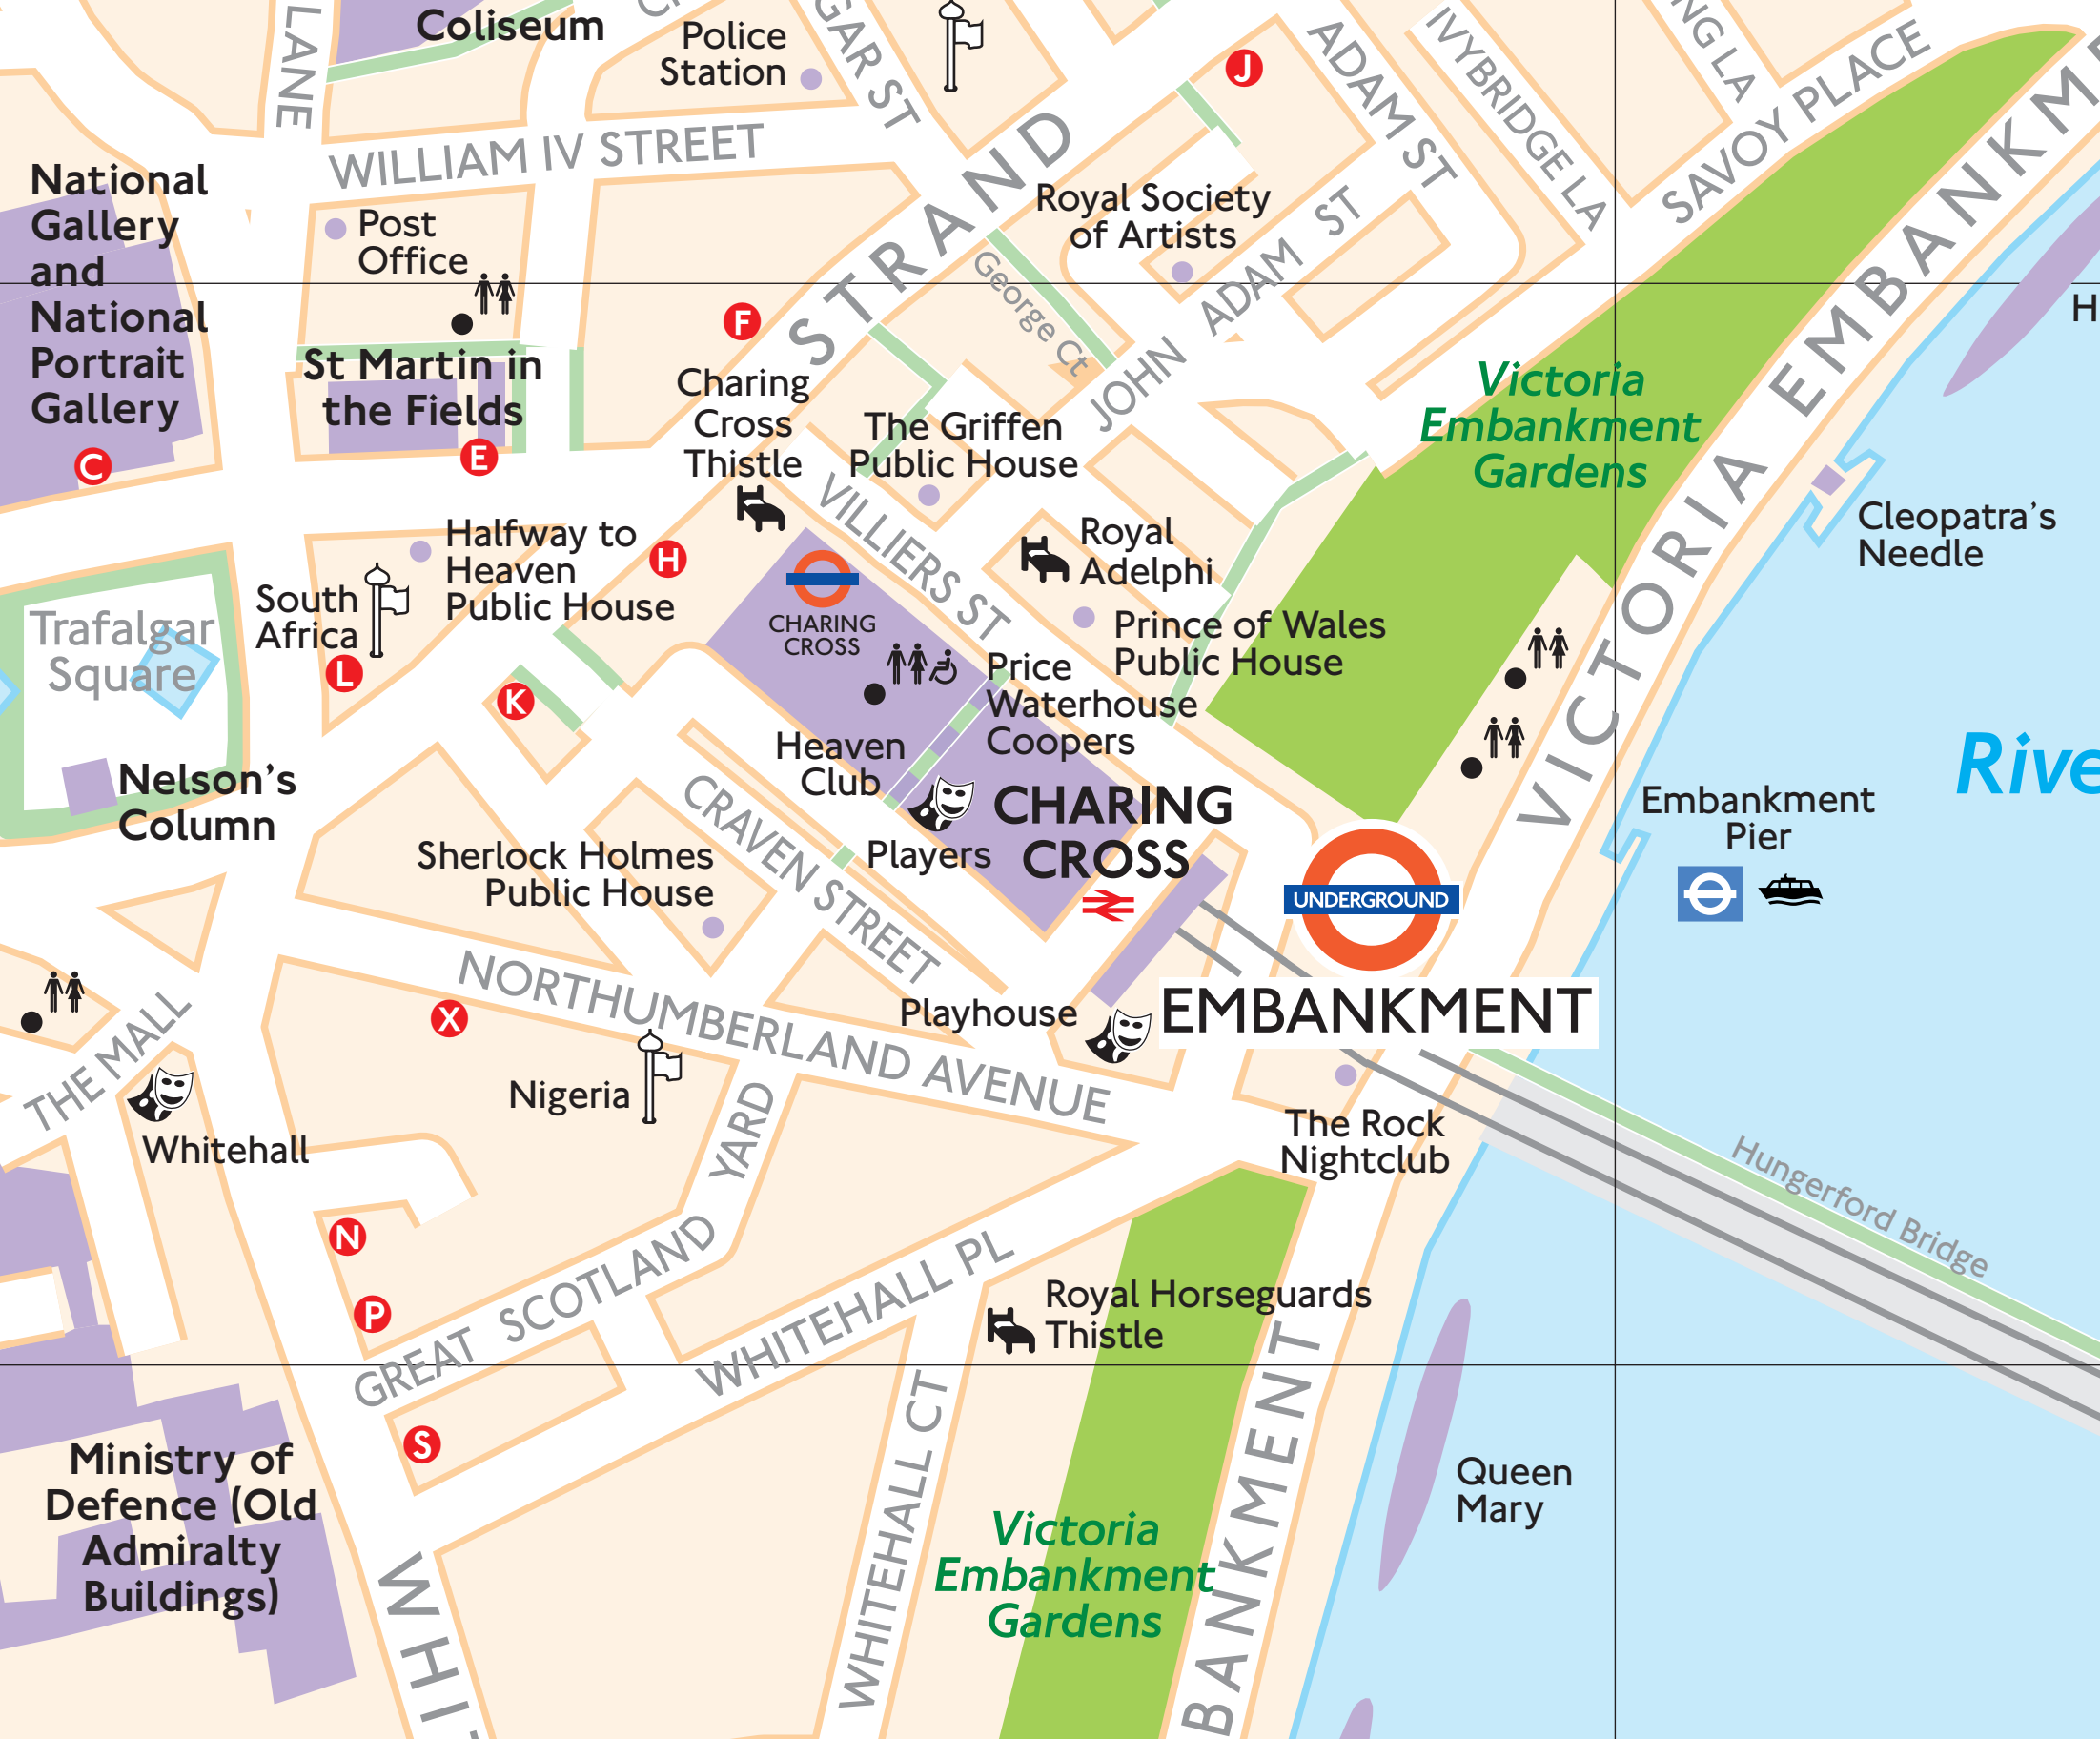 LANE
Coliseum
Police
Station
GAR ST
J
ADAM ST
IVYBRIDGE LA
NG LA
SAVOY PLACE
WILLIAM IV STREET
STRAND
National
Gallery
and
National
Portrait
Gallery
C
Post
Office
Royal Society
of Artists
George Ct
JOHN ADAM ST
F
St Martin in
the Fields
E
Charing
Cross
Thistle
The Griffen
Public House
Victoria
Embankment
Gardens
VICTORIA EMBANKME
H
Cleopatra's
Needle
Halfway to
Heaven
Public House
H
VILLIERS ST
Royal
Adelphi
Prince of Wales
Public House
South
Africa
L
K
Trafalgar
Square
CHARING
CROSS
Price
Waterhouse
Coopers
Heaven
Club
Nelson's
Column
Players
CHARING
CROSS
Sherlock Holmes
Public House
CRAVEN STREET
UNDERGROUND
EMBANKMENT
Embankment
Pier
Rive
Playhouse
NORTHUMBERLAND AVENUE
X
Nigeria
THE MALL
Whitehall
The Rock
Nightclub
Hungerford Bridge
N
P
GREAT SCOTLAND YARD
WHITEHALL PL
Royal Horseguards
Thistle
S
Ministry of
Defence (Old
Admiralty
Buildings)
WHIT
WHITEHALL CT
Victoria
Embankment
Gardens
BANKMENT
Queen
Mary